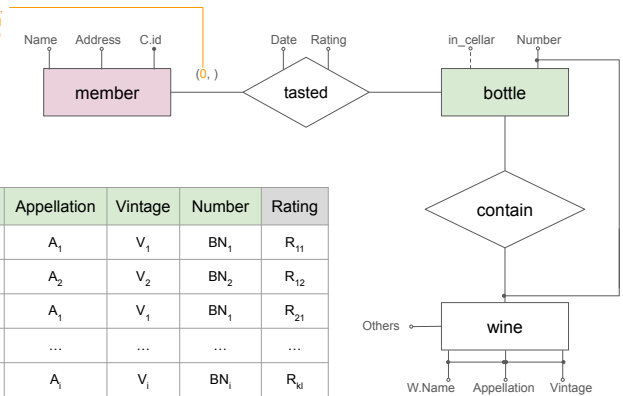 Name Address C.id
Date Rating
in_cellar Number
(0, )
member
tasted
bottle
contain
Appellation Vintage Number Rating
A1 V1 BN1 R11
A2 V2 BN2 R12
A1 V1 BN1 R21
... ... ... ...
Ai Vi BNi Rkl
Others
wine
W.Name Appellation Vintage